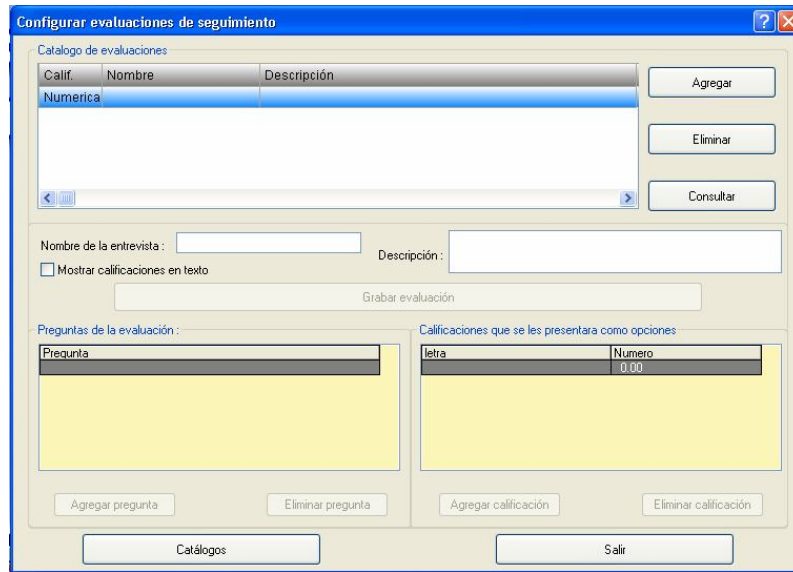 Configurar evaluaciones de seguimiento
Catalogo de evaluaciones
Calif. Nombre Descripción
Numerica
Agregar
Eliminar
Consultar
Nombre de la entrevista :
Descripción :
Mostrar calificaciones en texto
Grabar evaluación
Preguntas de la evaluación :
Pregunta
Agregar pregunta
Eliminar pregunta
Calificaciones que se les presentara como opciones
letra Numero
0.00
Agregar calificación
Eliminar calificación
Catálogos
Salir